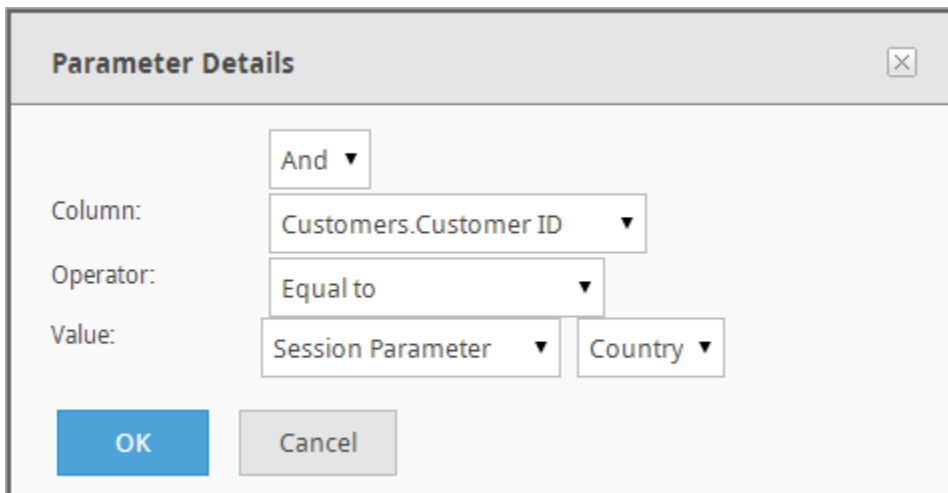 Parameter Details
And
Column: Customers.Customer ID
Operator: Equal to
Value: Session Parameter Country
OK Cancel